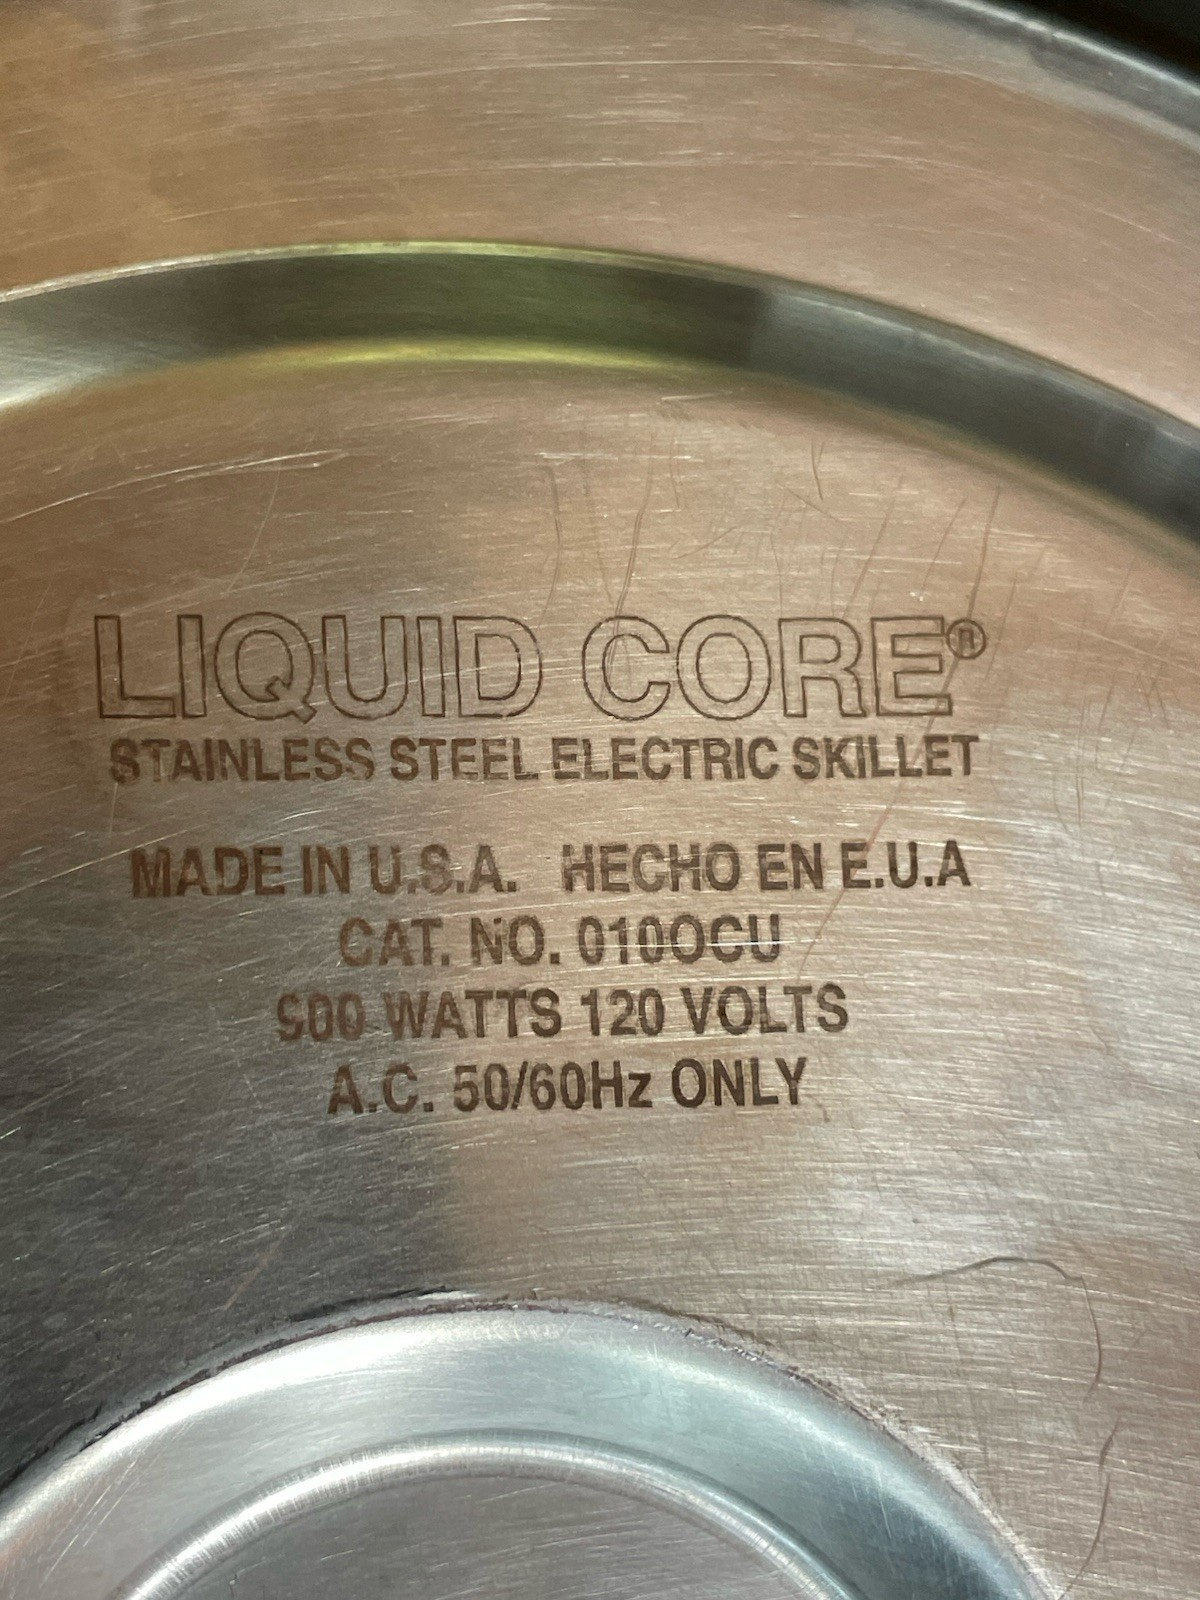 LIQUID CORE®
STAINLESS STEEL ELECTRIC SKILLET
MADE IN U.S.A. HECHO EN E.U.A
CAT. NO. 0100CU
900 WATTS 120 VOLTS
A.C. 50/60Hz ONLY